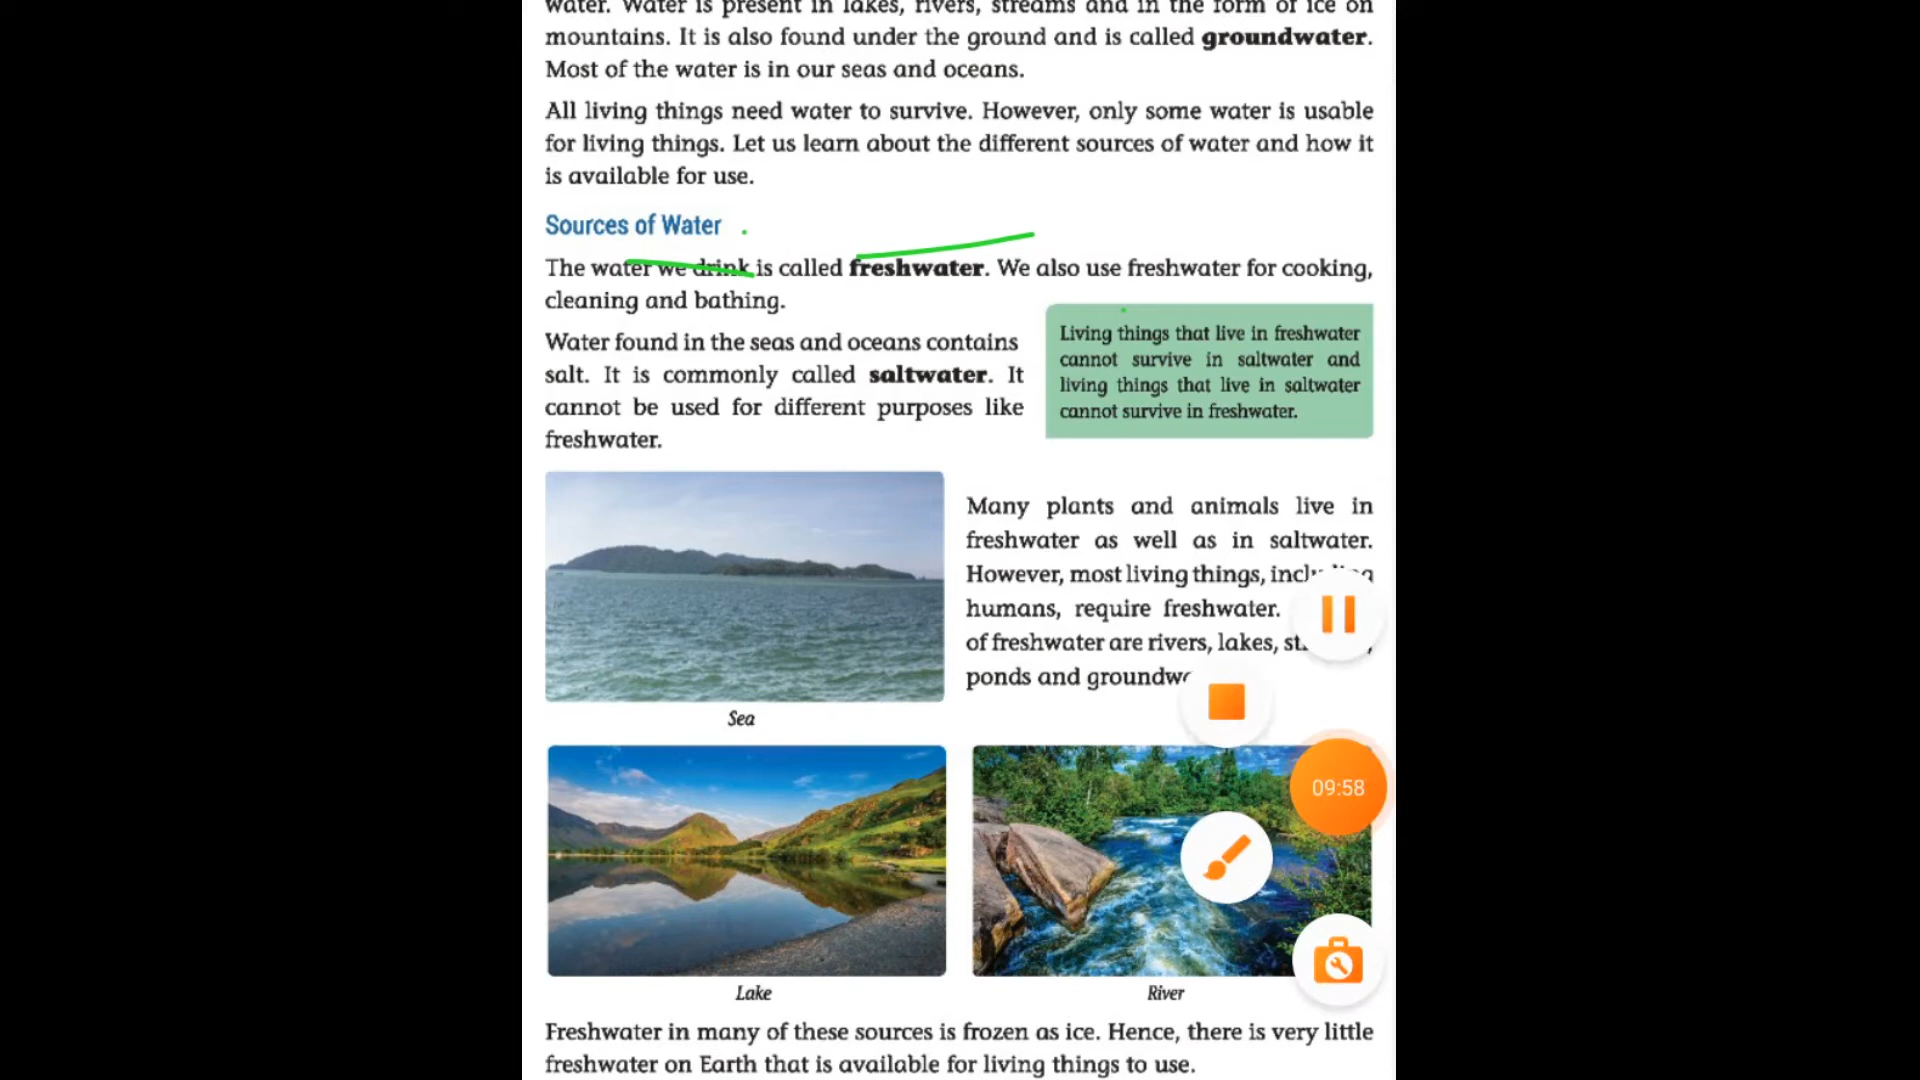 water. Water is present in lakes, rivers, streams and in the form of ice on
mountains. It is also found under the ground and is called groundwater.
Most of the water is in our seas and oceans.
All living things need water to survive. However, only some water is usable
for living things. Let us learn about the different sources of water and how it
is available for use.
Sources of Water
The water we drink is called freshwater. We also use freshwater for cooking,
cleaning and bathing.
Water found in the seas and oceans contains
salt. It is commonly called saltwater. It
cannot be used for different purposes like
freshwater.
Living things that live in freshwater
cannot survive in saltwater and
living things that live in saltwater
cannot survive in freshwater.
Many plants and animals live in
freshwater as well as in saltwater.
However, most living things, including
humans, require freshwater.
of freshwater are rivers, lakes,
ponds and
Sea
09:58
Lake
River
Freshwater in many of these sources is frozen as ice. Hence, there is very little
freshwater on Earth that is available for living things to use.